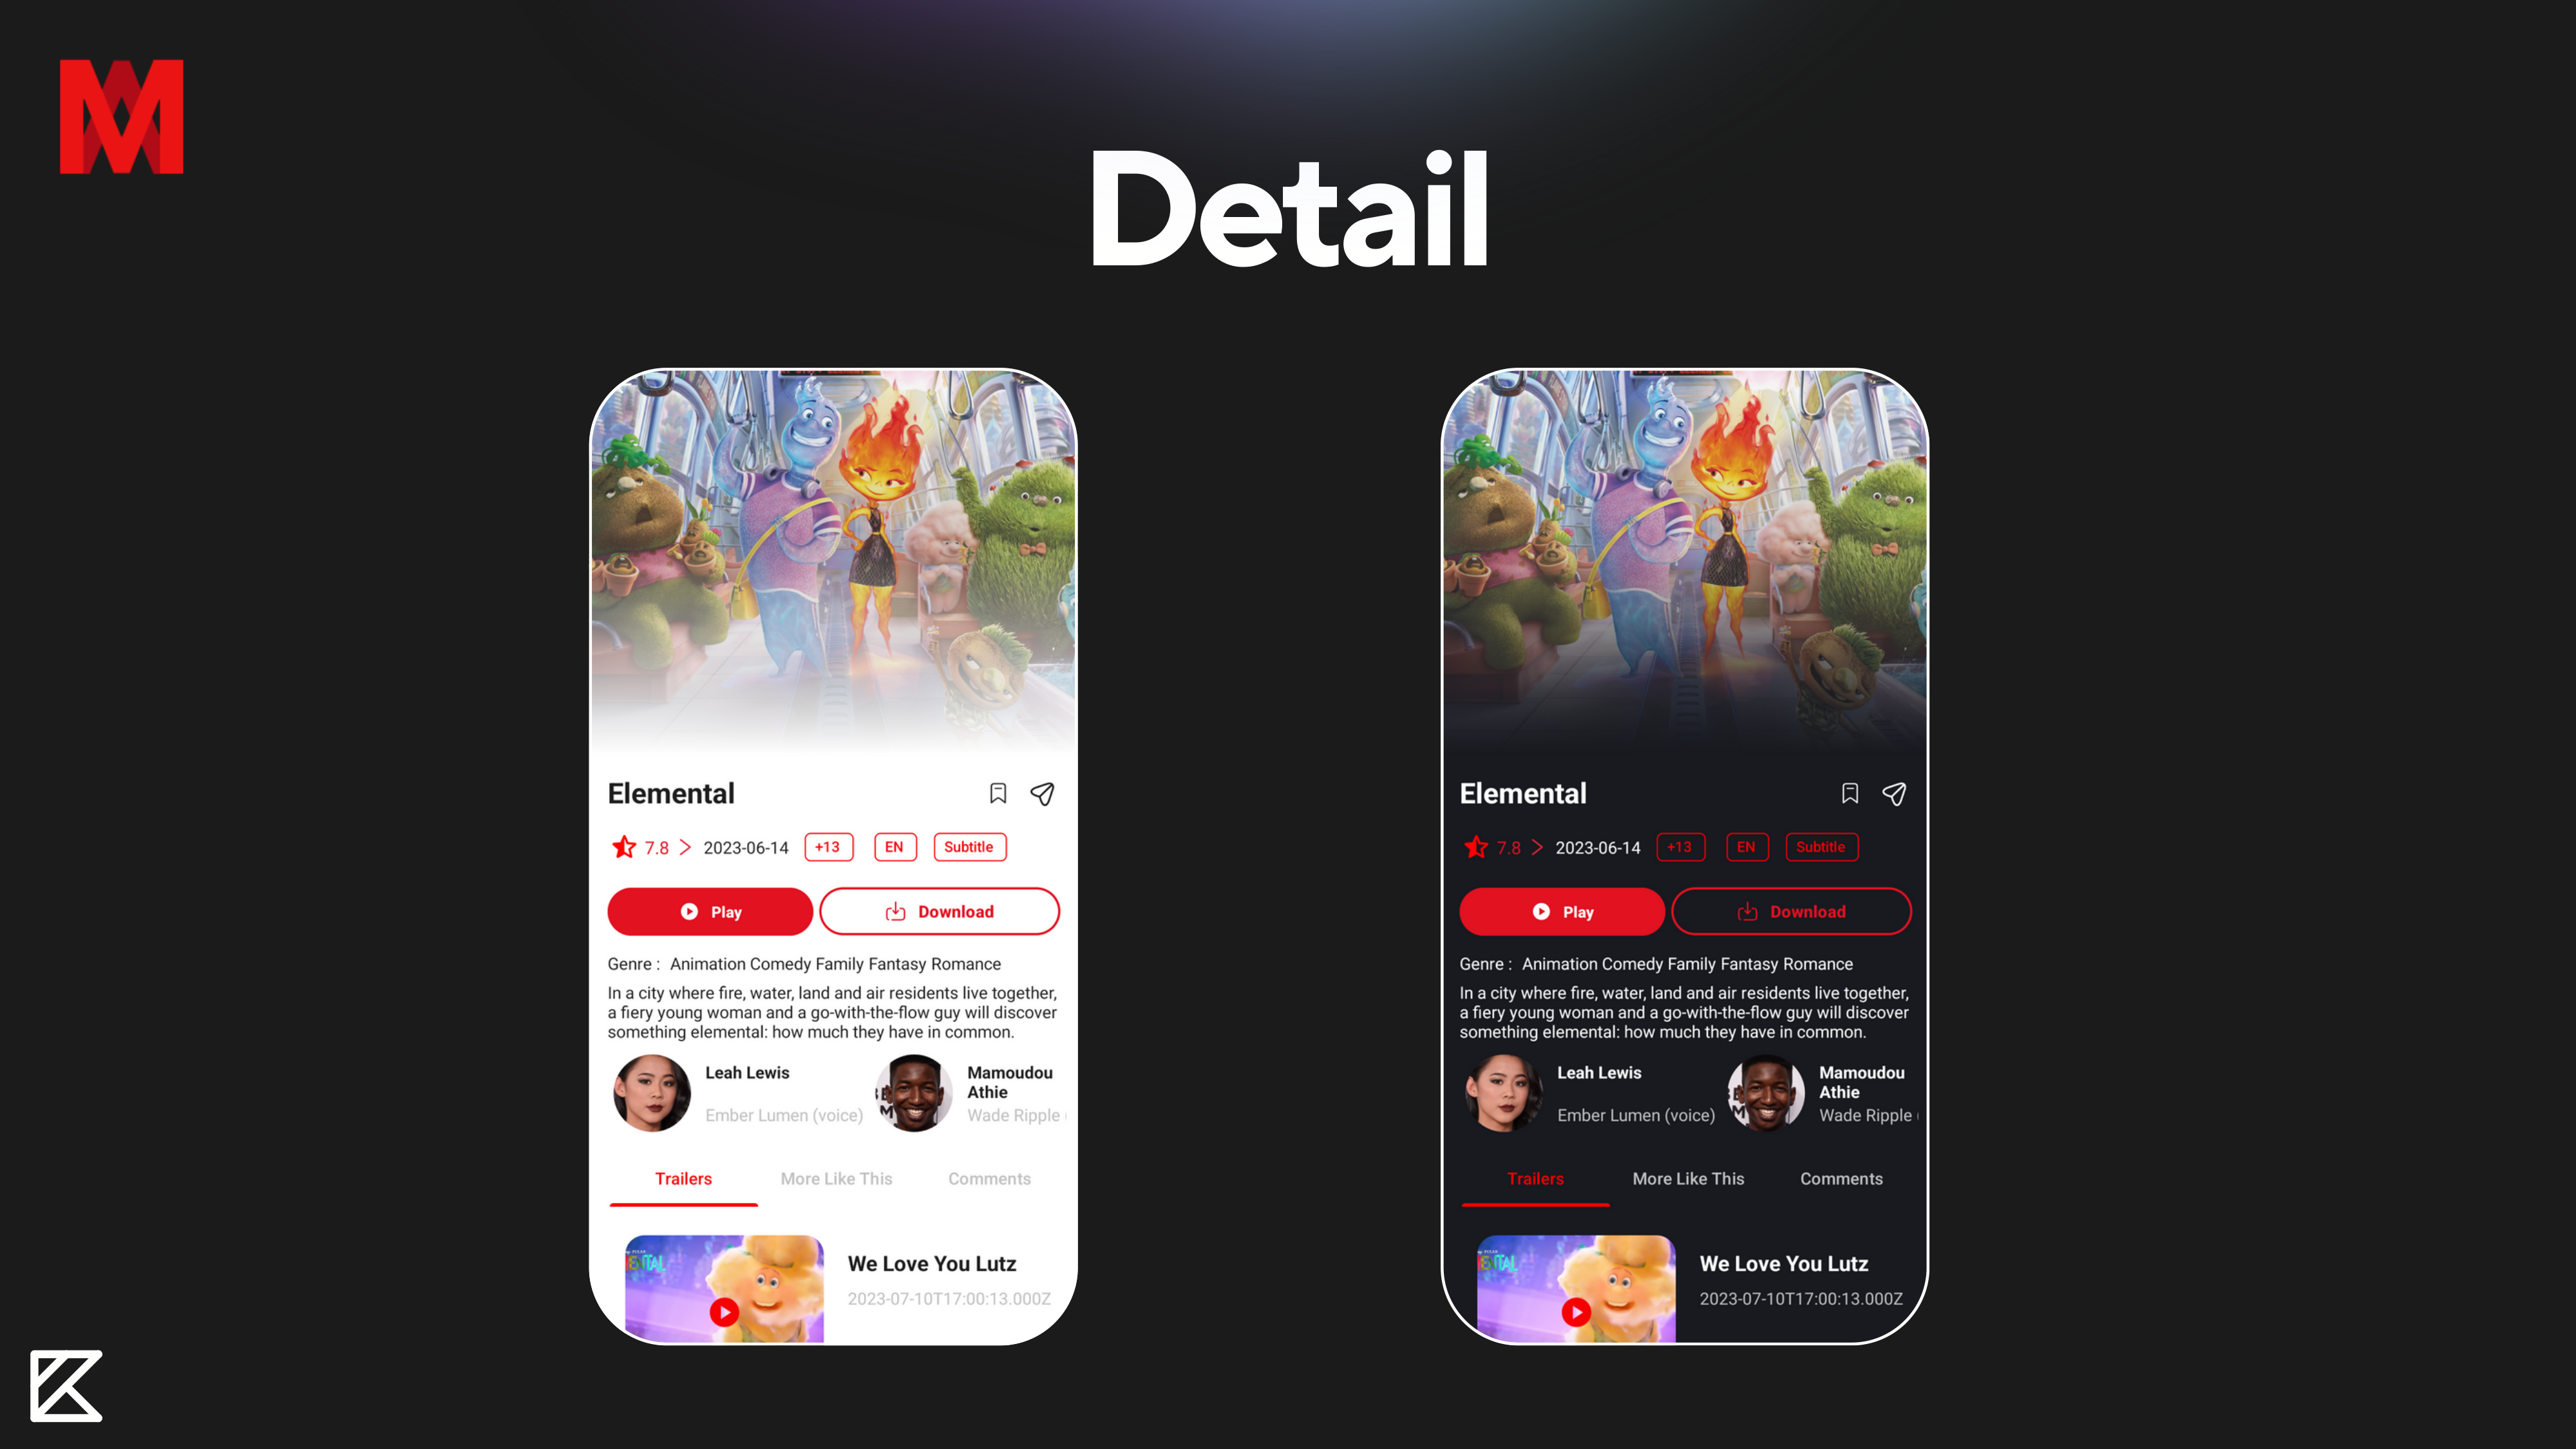 M
Detail
Elemental
7.8 2023-06-14 +13 EN Subtitle
Play Download
Genre : Animation Comedy Family Fantasy Romance
In a city where fire, water, land and air residents live together,
a fiery young woman and a go-with-the-flow guy will discover
something elemental: how much they have in common.
Leah Lewis
Ember Lumen (voice)
Mamoudou
Athie
Wade Ripple
Trailers More Like This Comments
We Love You Lutz
2023-07-10T17:00:13.000Z
Elemental
7.8 2023-06-14 +13 EN Subtitle
Play Download
Genre : Animation Comedy Family Fantasy Romance
In a city where fire, water, land and air residents live together,
a fiery young woman and a go-with-the-flow guy will discover
something elemental: how much they have in common.
Leah Lewis
Ember Lumen (voice)
Mamoudou
Athie
Wade Ripple
Trailers More Like This Comments
We Love You Lutz
2023-07-10T17:00:13.000Z
K